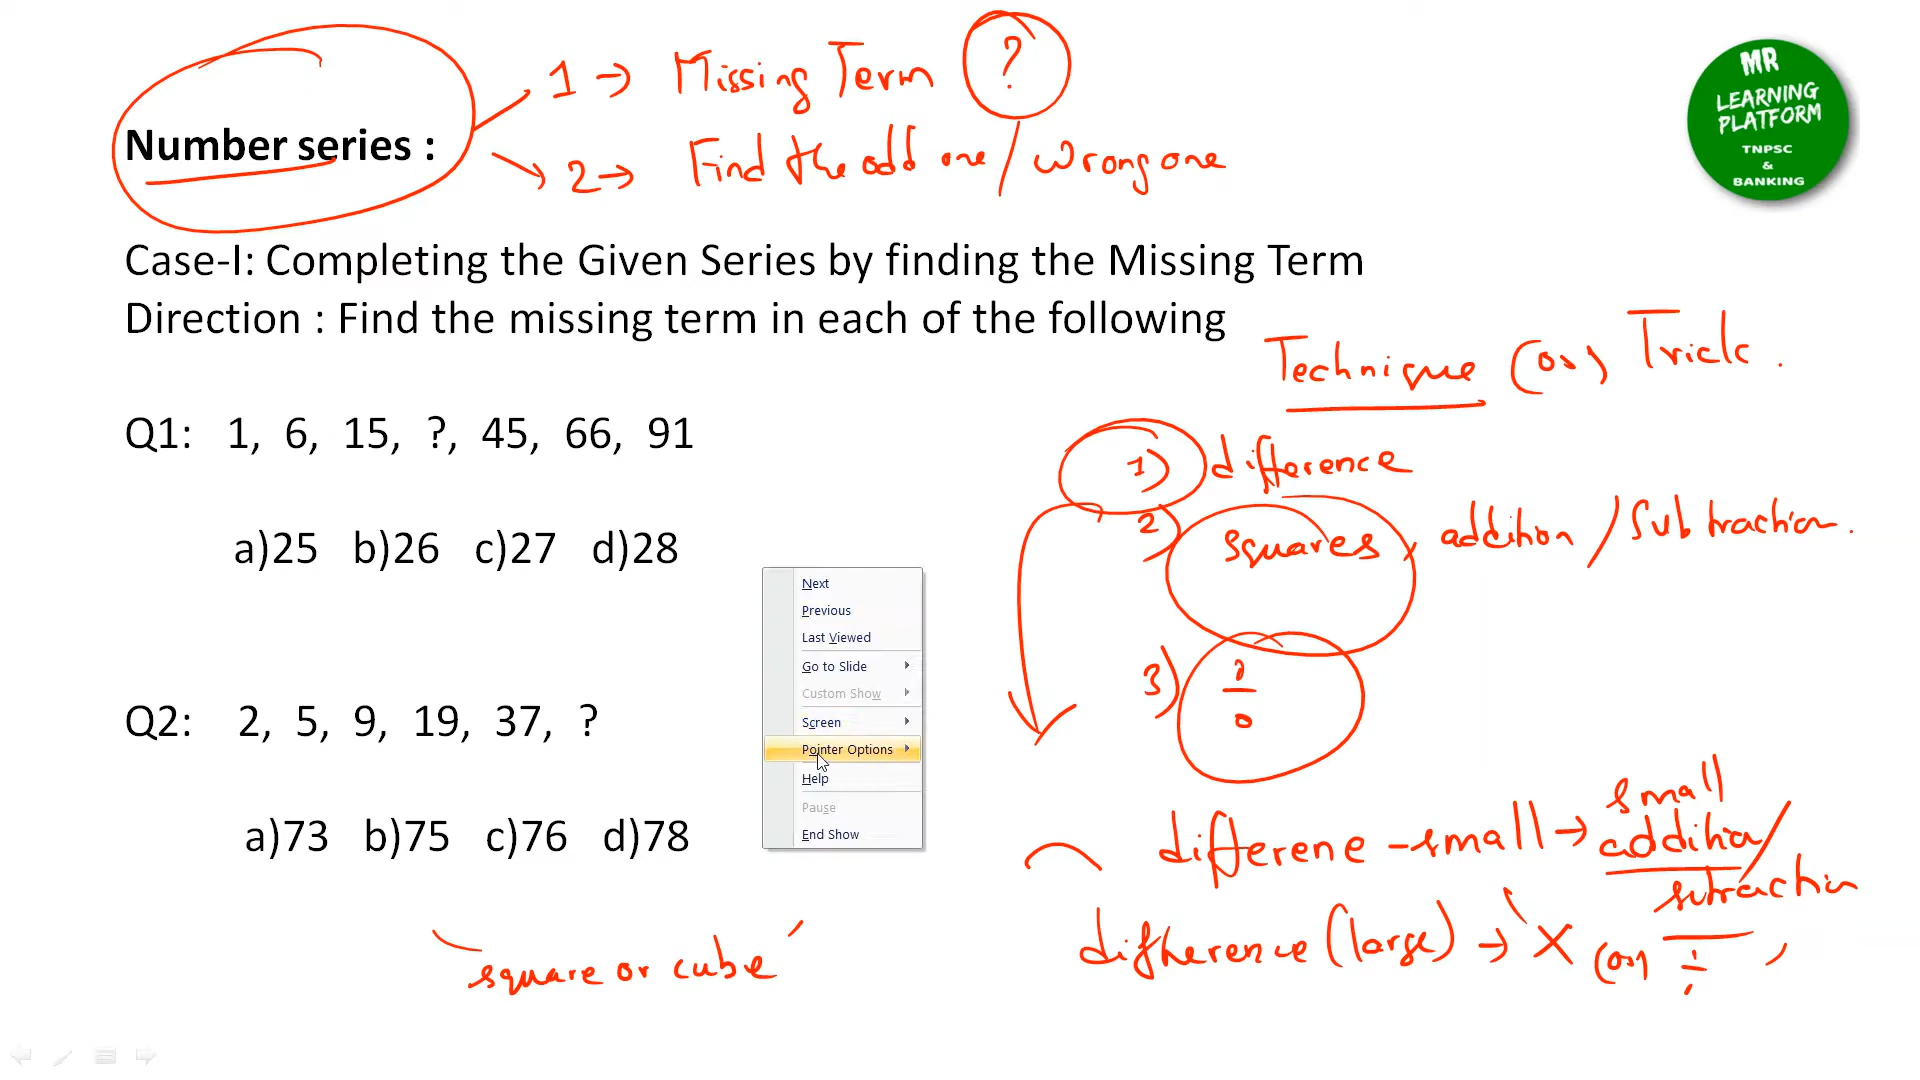 1 → Missing Term ?
Number series :
2 → Find the odd one / wrong one
MR
LEARNING
PLATFORM
TNPSC
&
BANKING
Case-I: Completing the Given Series by finding the Missing Term
Direction : Find the missing term in each of the following
Technique (or) Trick .
Q1: 1, 6, 15, ?, 45, 66, 91
1) difference
2) squares, addition / subtraction.
a)25 b)26 c)27 d)28
3)
Next
Previous
Last Viewed
Go to Slide
Custom Show
Screen
Pointer Options
Help
Pause
End Show
Q2: 2, 5, 9, 19, 37, ?
a)73 b)75 c)76 d)78
differene - small → small
addition/
sutraction
difference (large) → × (or) ÷
square or cube